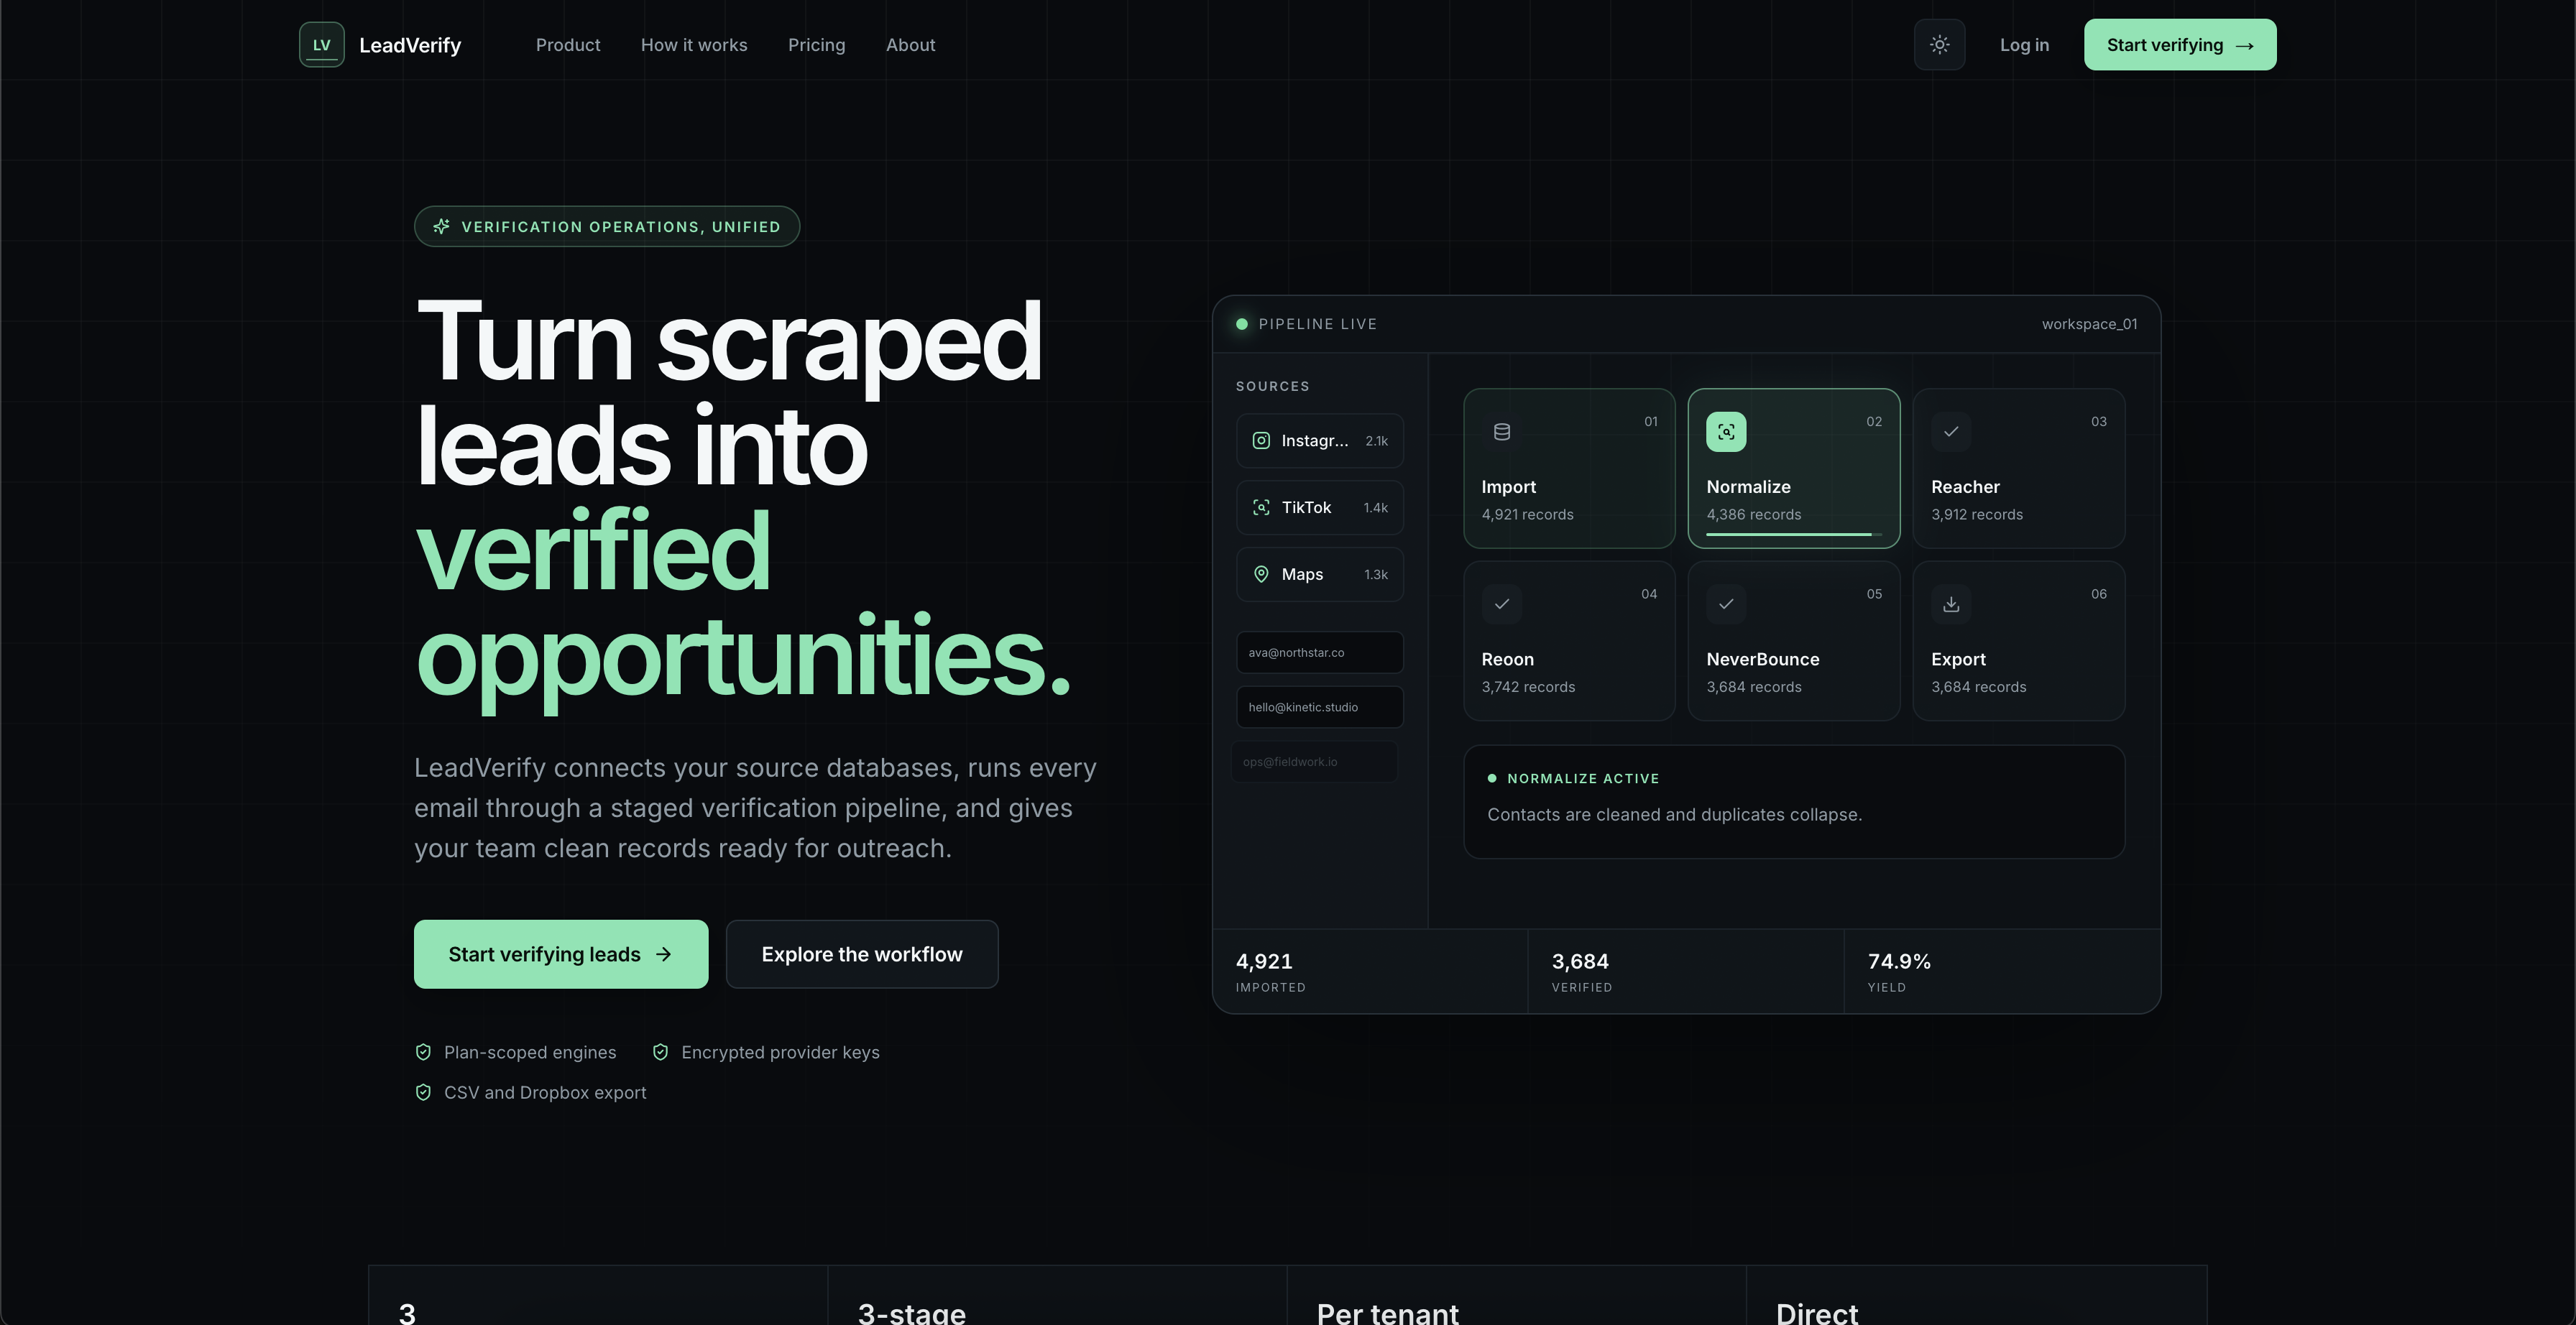 LV LeadVerify Product How it works Pricing About Log in Start verifying →
VERIFICATION OPERATIONS, UNIFIED
Turn scraped
leads into
verified
opportunities.
LeadVerify connects your source databases, runs every
email through a staged verification pipeline, and gives
your team clean records ready for outreach.
Start verifying leads → Explore the workflow
Plan-scoped engines Encrypted provider keys
CSV and Dropbox export
PIPELINE LIVE workspace_01
SOURCES
Instagr... 2.1k
TikTok 1.4k
Maps 1.3k
ava@northstar.co
hello@kinetic.studio
ops@fieldwork.io
01
Import
4,921 records
02
Normalize
4,386 records
03
Reacher
3,912 records
04
Reoon
3,742 records
05
NeverBounce
3,684 records
06
Export
3,684 records
NORMALIZE ACTIVE
Contacts are cleaned and duplicates collapse.
4,921
IMPORTED
3,684
VERIFIED
74.9%
YIELD
3 3-stage Per tenant Direct